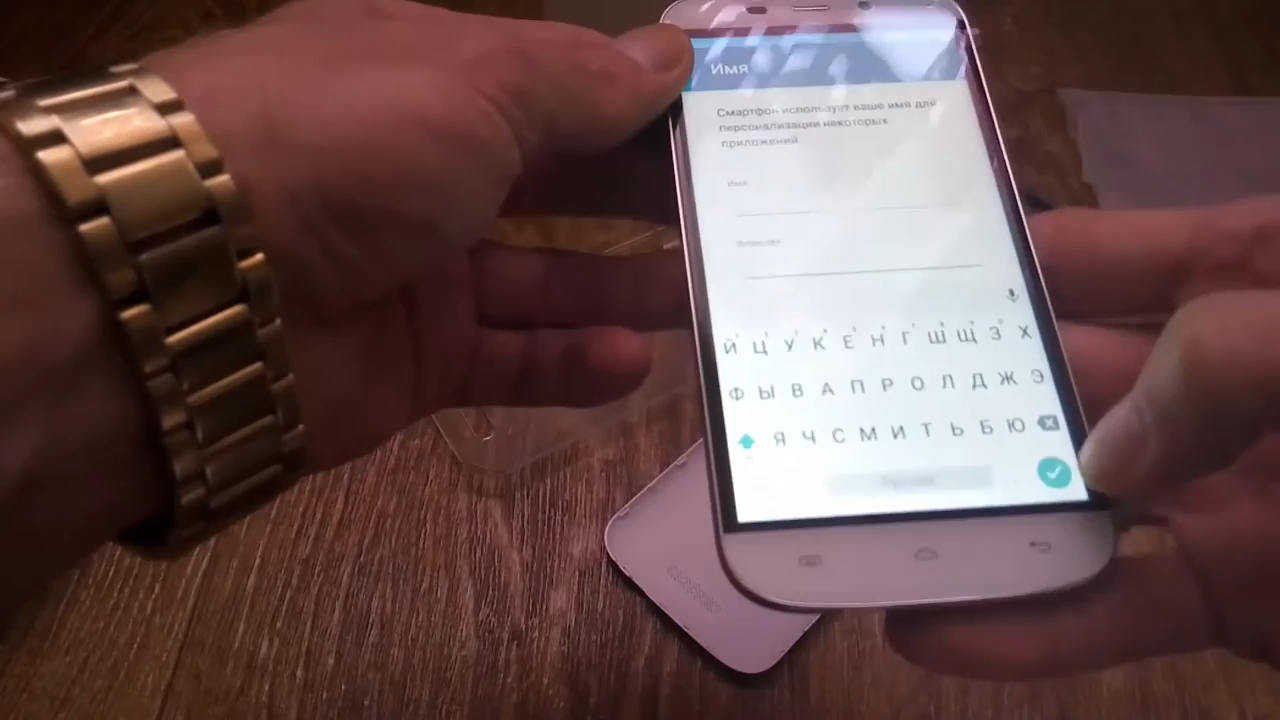 Имя
Смартфон использует ваше имя для
персонализации некоторых
приложений.
Имя
Й Ц У К Е Н Г Ш Щ З Х
Ф Ы В А П Р О Л Д Ж Э
Я Ч С М И Т Ь Б Ю